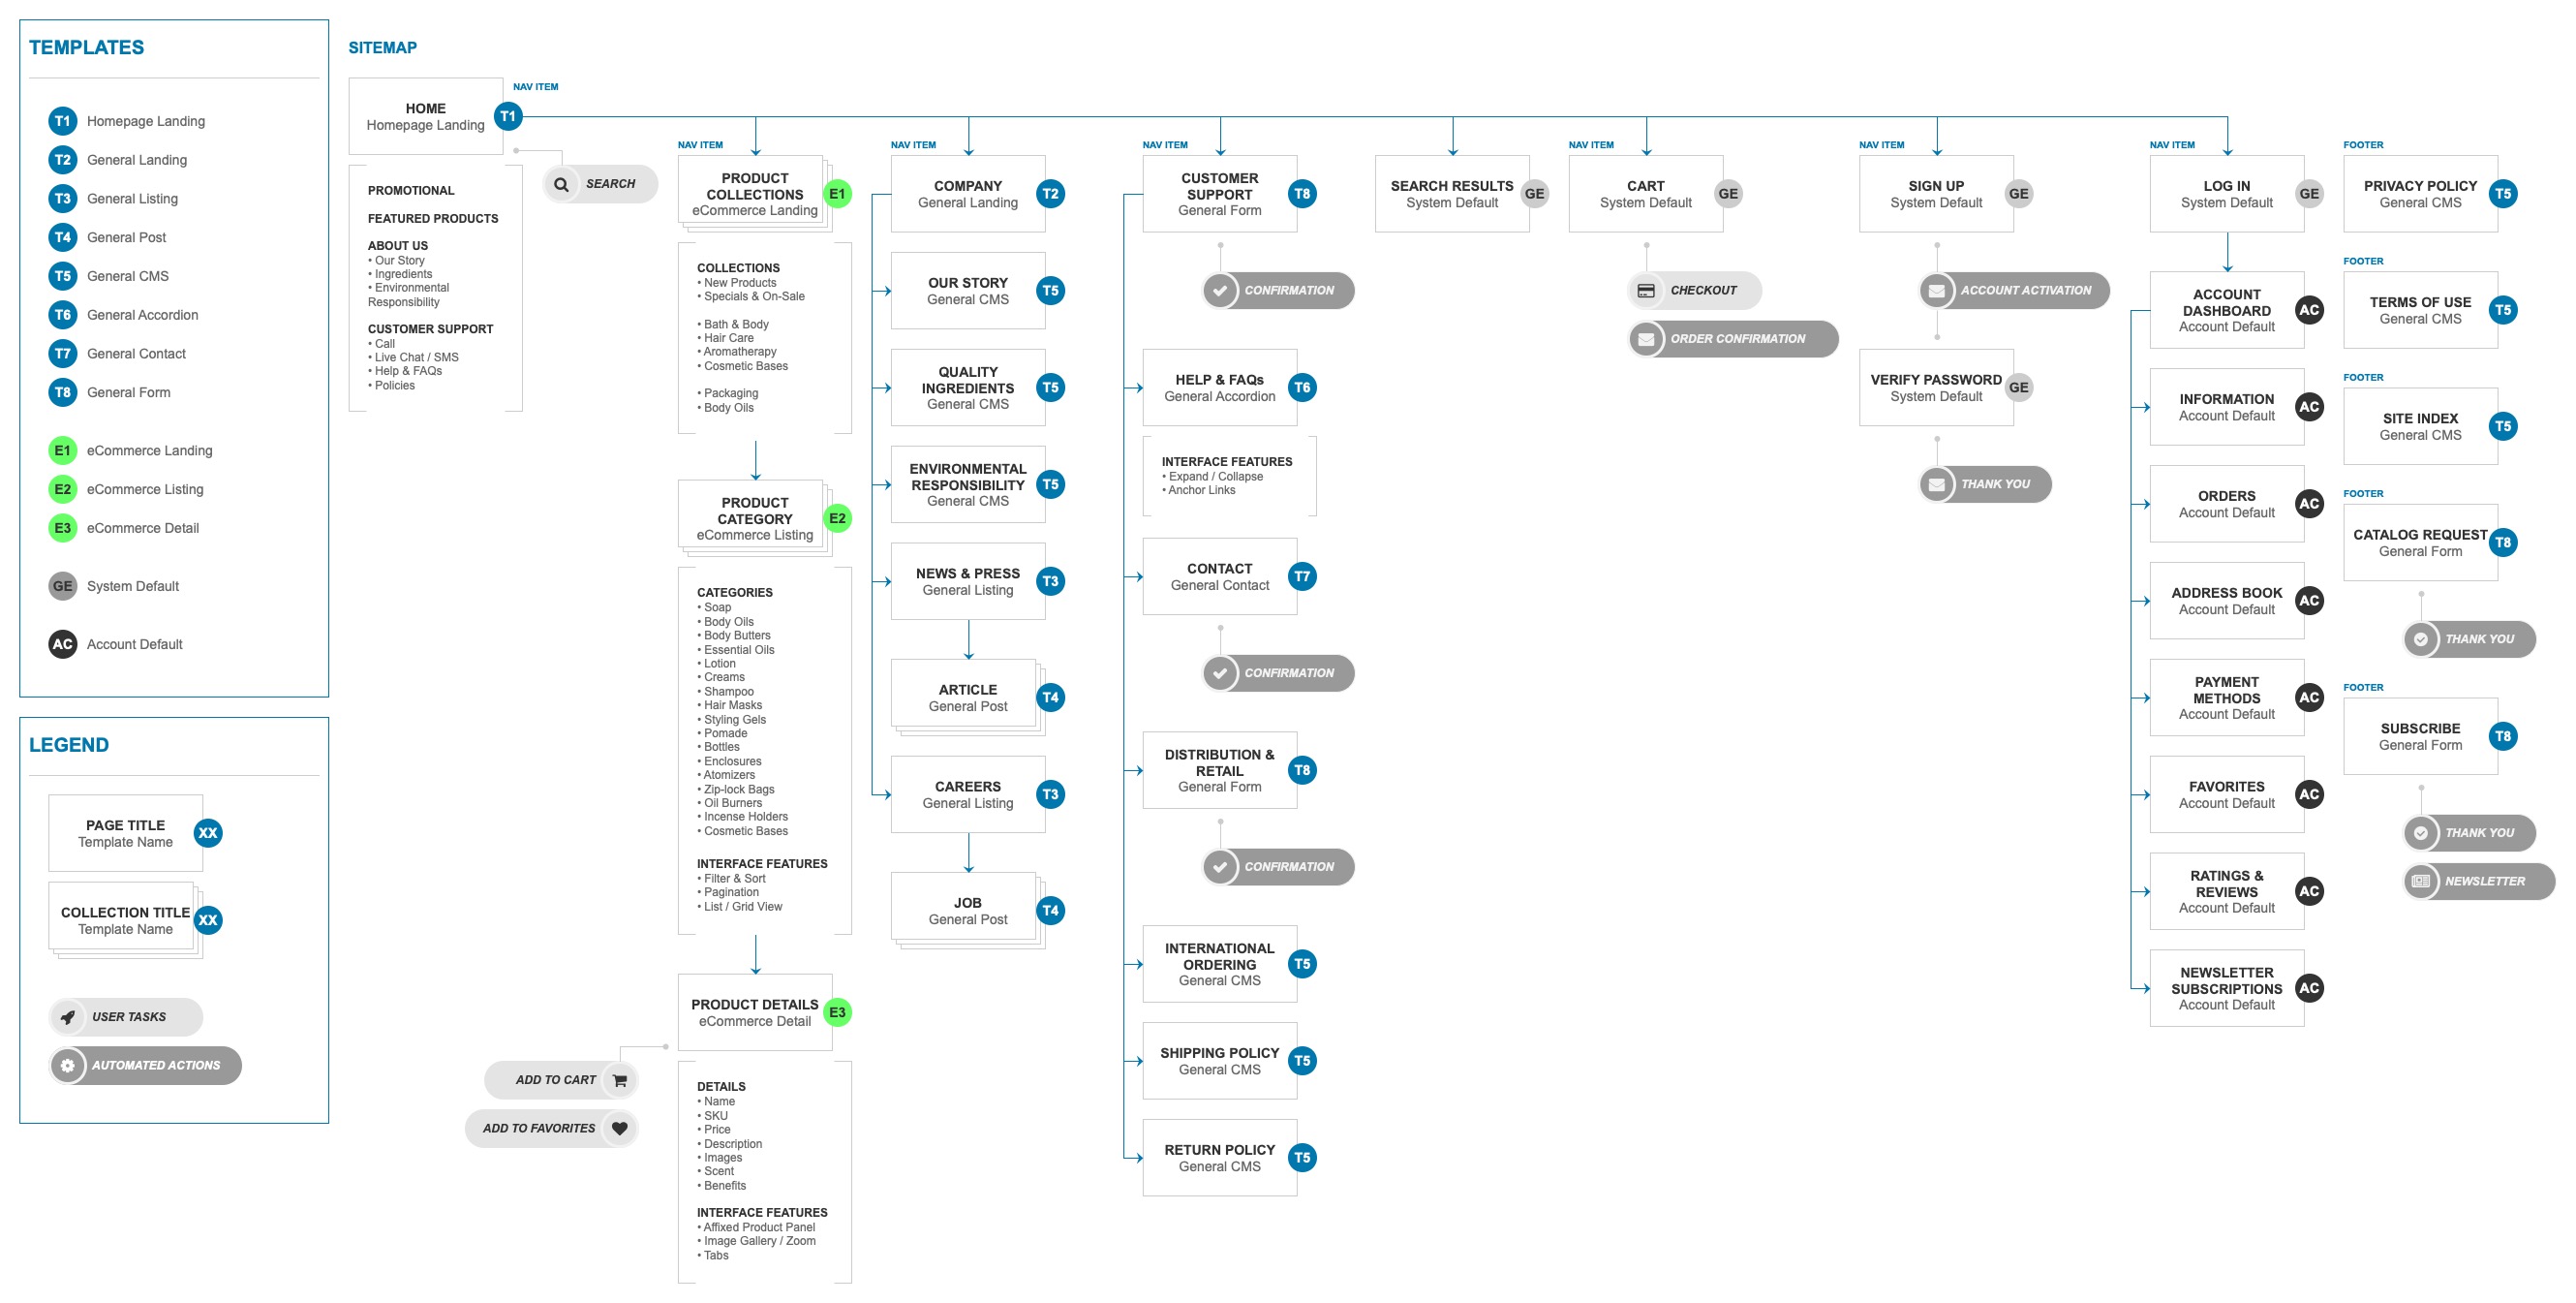 TEMPLATES
T1 Homepage Landing
T2 General Landing
T3 General Listing
T4 General Post
T5 General CMS
T6 General Accordion
T7 General Contact
T8 General Form
E1 eCommerce Landing
E2 eCommerce Listing
E3 eCommerce Detail
GE System Default
AC Account Default
LEGEND
PAGE TITLE
Template Name
XX
COLLECTION TITLE
Template Name
XX
USER TASKS
AUTOMATED ACTIONS
SITEMAP
NAV ITEM
HOME
Homepage Landing
T1
PROMOTIONAL
FEATURED PRODUCTS
ABOUT US
• Our Story
• Ingredients
• Environmental
Responsibility
CUSTOMER SUPPORT
• Call
• Live Chat / SMS
• Help & FAQs
• Policies
SEARCH
NAV ITEM
PRODUCT
COLLECTIONS
eCommerce Landing
E1
COLLECTIONS
• New Products
• Specials & On-Sale
• Bath & Body
• Hair Care
• Aromatherapy
• Cosmetic Bases
• Packaging
• Body Oils
PRODUCT
CATEGORY
eCommerce Listing
E2
CATEGORIES
• Soap
• Body Oils
• Body Butters
• Essential Oils
• Lotion
• Creams
• Shampoo
• Hair Masks
• Styling Gels
• Pomade
• Bottles
• Enclosures
• Atomizers
• Zip-lock Bags
• Oil Burners
• Incense Holders
• Cosmetic Bases
INTERFACE FEATURES
• Filter & Sort
• Pagination
• List / Grid View
PRODUCT DETAILS
eCommerce Detail
E3
ADD TO CART
ADD TO FAVORITES
DETAILS
• Name
• SKU
• Price
• Description
• Images
• Scent
• Benefits
INTERFACE FEATURES
• Affixed Product Panel
• Image Gallery / Zoom
• Tabs
NAV ITEM
COMPANY
General Landing
T2
OUR STORY
General CMS
T5
QUALITY
INGREDIENTS
General CMS
T5
ENVIRONMENTAL
RESPONSIBILITY
General CMS
T5
NEWS & PRESS
General Listing
T3
ARTICLE
General Post
T4
CAREERS
General Listing
T3
JOB
General Post
T4
NAV ITEM
CUSTOMER
SUPPORT
General Form
T8
CONFIRMATION
HELP & FAQs
General Accordion
T6
INTERFACE FEATURES
• Expand / Collapse
• Anchor Links
CONTACT
General Contact
T7
CONFIRMATION
DISTRIBUTION &
RETAIL
General Form
T8
CONFIRMATION
INTERNATIONAL
ORDERING
General CMS
T5
SHIPPING POLICY
General CMS
T5
RETURN POLICY
General CMS
T5
SEARCH RESULTS
System Default
GE
NAV ITEM
CART
System Default
GE
CHECKOUT
ORDER CONFIRMATION
NAV ITEM
SIGN UP
System Default
GE
ACCOUNT ACTIVATION
VERIFY PASSWORD
System Default
GE
THANK YOU
NAV ITEM
LOG IN
System Default
GE
ACCOUNT
DASHBOARD
Account Default
AC
INFORMATION
Account Default
AC
ORDERS
Account Default
AC
ADDRESS BOOK
Account Default
AC
PAYMENT
METHODS
Account Default
AC
FAVORITES
Account Default
AC
RATINGS &
REVIEWS
Account Default
AC
NEWSLETTER
SUBSCRIPTIONS
Account Default
AC
FOOTER
PRIVACY POLICY
General CMS
T5
FOOTER
TERMS OF USE
General CMS
T5
FOOTER
SITE INDEX
General CMS
T5
FOOTER
CATALOG REQUEST
General Form
T8
THANK YOU
FOOTER
SUBSCRIBE
General Form
T8
THANK YOU
NEWSLETTER